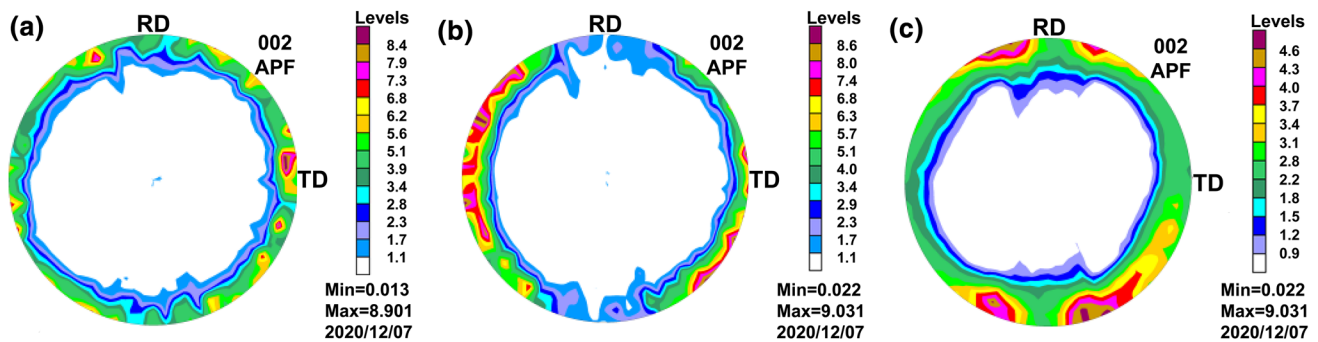 (a)
RD
002
APF
TD
Levels
8.4
7.9
7.3
6.8
6.2
5.6
5.1
3.9
3.4
2.8
2.3
1.7
1.1
Min=0.013
Max=8.901
2020/12/07
(b)
RD
002
APF
TD
Levels
8.6
8.0
7.4
6.8
6.3
5.7
5.1
4.0
3.4
2.9
2.3
1.7
1.1
Min=0.022
Max=9.031
2020/12/07
(c)
RD
002
APF
TD
Levels
4.6
4.3
4.0
3.7
3.4
3.1
2.8
2.2
1.8
1.5
1.2
0.9
Min=0.022
Max=9.031
2020/12/07